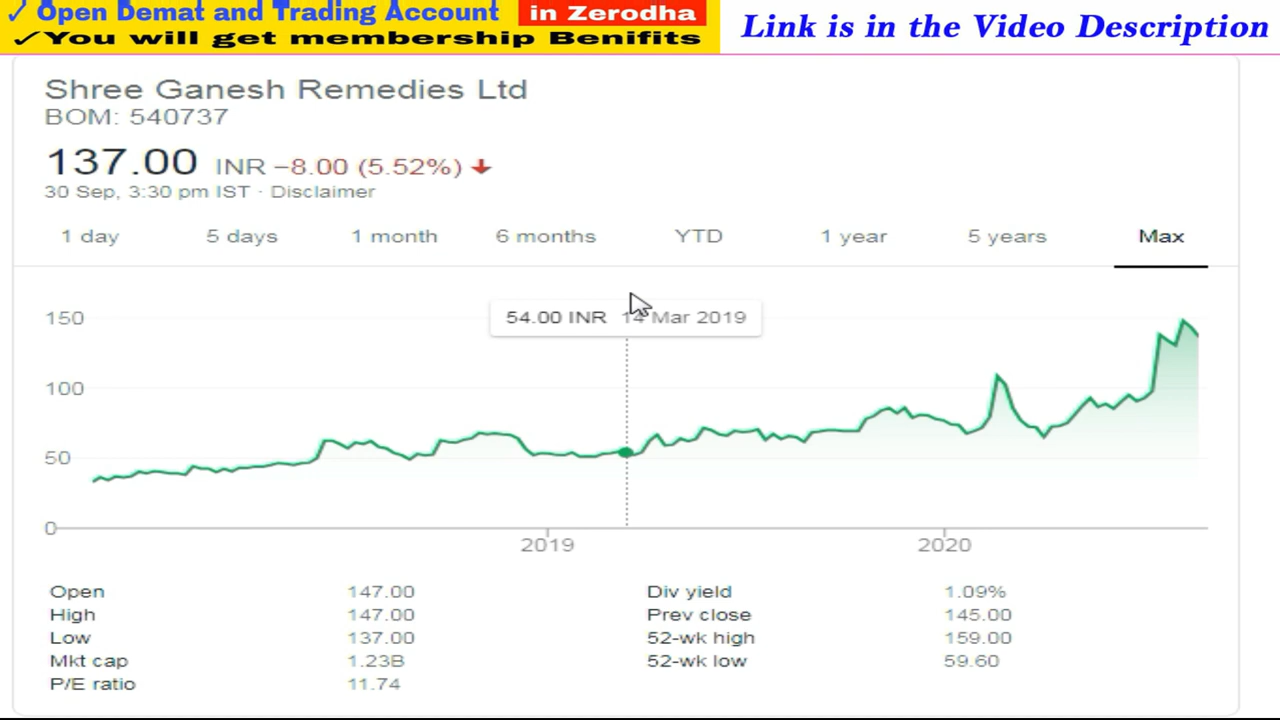 ✓ Open Demat and Trading Account in Zerodha
✓You will get membership Benifits
Link is in the Video Description
Shree Ganesh Remedies Ltd
BOM: 540737
137.00 INR −8.00 (5.52%) ↓
30 Sep, 3:30 pm IST · Disclaimer
1 day 5 days 1 month 6 months YTD 1 year 5 years Max
54.00 INR 14 Mar 2019
150
100
50
0
2019 2020
Open 147.00 Div yield 1.09%
High 147.00 Prev close 145.00
Low 137.00 52-wk high 159.00
Mkt cap 1.23B 52-wk low 59.60
P/E ratio 11.74